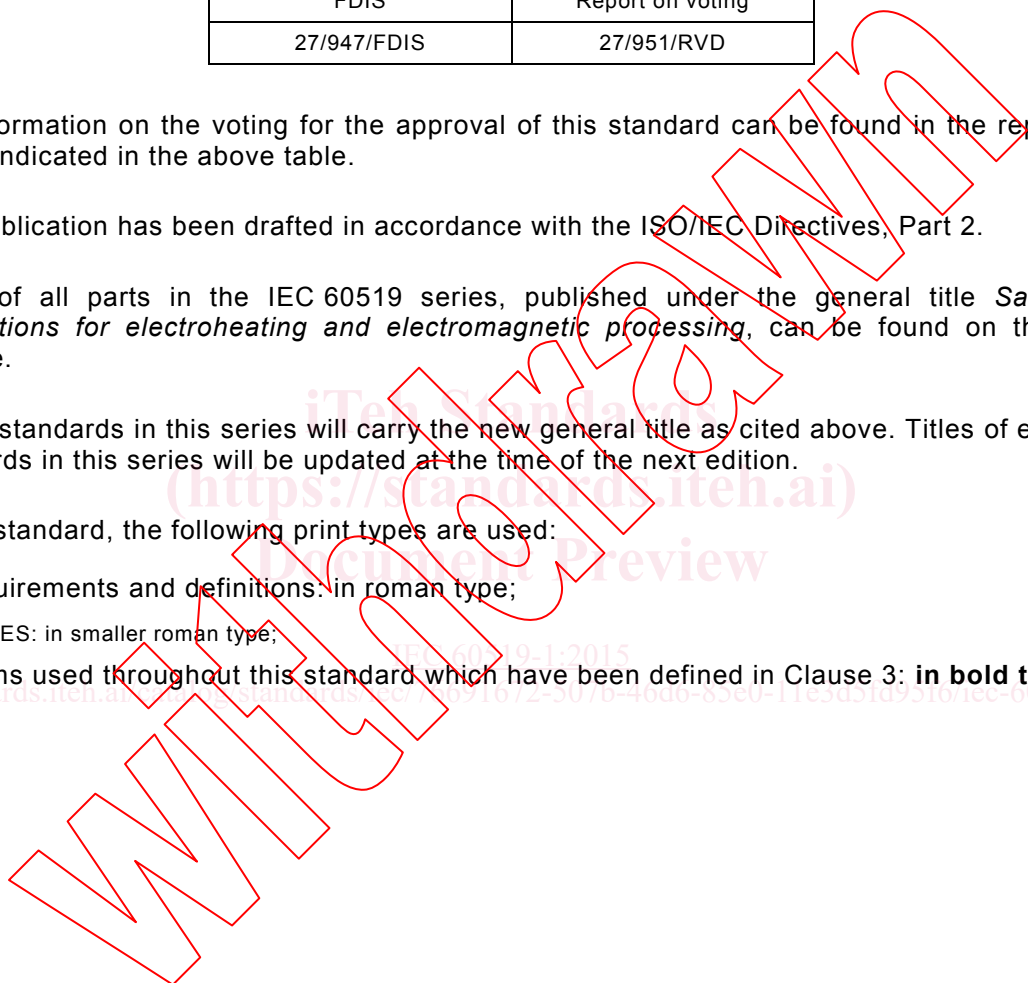 FDIS Report on voting
27/947/FDIS 27/951/RVD
ormation on the voting for the approval of this standard can be found in the rep
ndicated in the above table.
blication has been drafted in accordance with the ISO/IEC Directives, Part 2.
of all parts in the IEC 60519 series, published under the general title Sa
tions for electroheating and electromagnetic processing, can be found on th
e.
iTeh Standards
standards in this series will carry the new general title as cited above. Titles of e
rds in this series will be updated at the time of the next edition.
(https://standards.iteh.ai)
standard, the following print types are used:
Document Preview
uirements and definitions: in roman type;
ES: in smaller roman type;
IEC 60519-1:2015
ms used throughout this standard which have been defined in Clause 3: in bold t
withdrawn